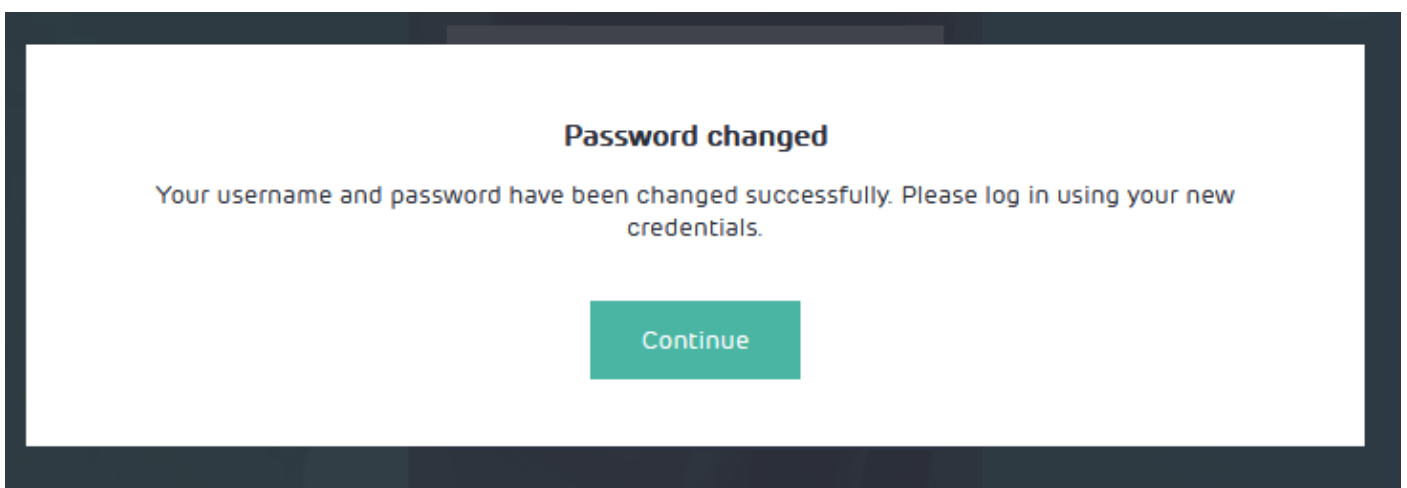 Password changed
Your username and password have been changed successfully. Please log in using your new
credentials.
Continue